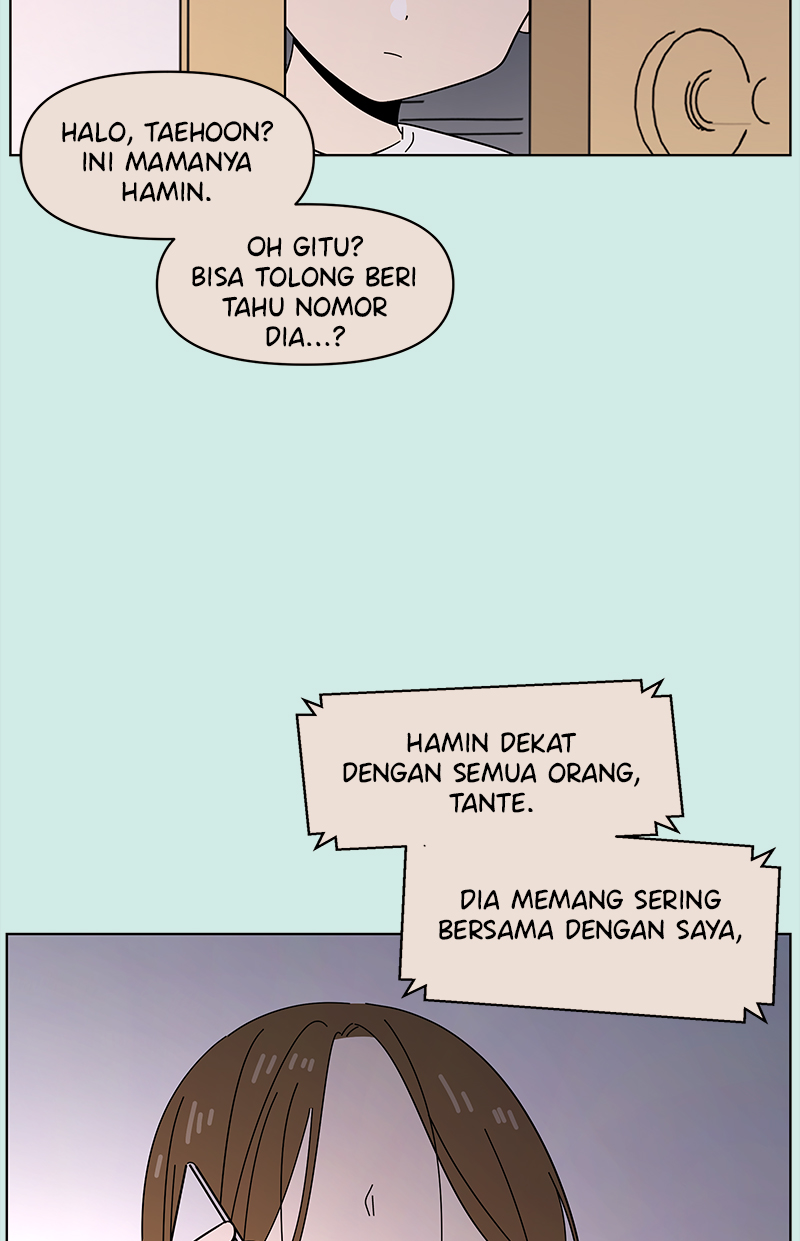 HALO, TAEHOON?
INI MAMANYA
HAMIN.
OH GITU?
BISA TOLONG BERI
TAHU NOMOR
DIA...?
HAMIN DEKAT
DENGAN SEMUA ORANG,
TANTE.
DIA MEMANG SERING
BERSAMA DENGAN SAYA,